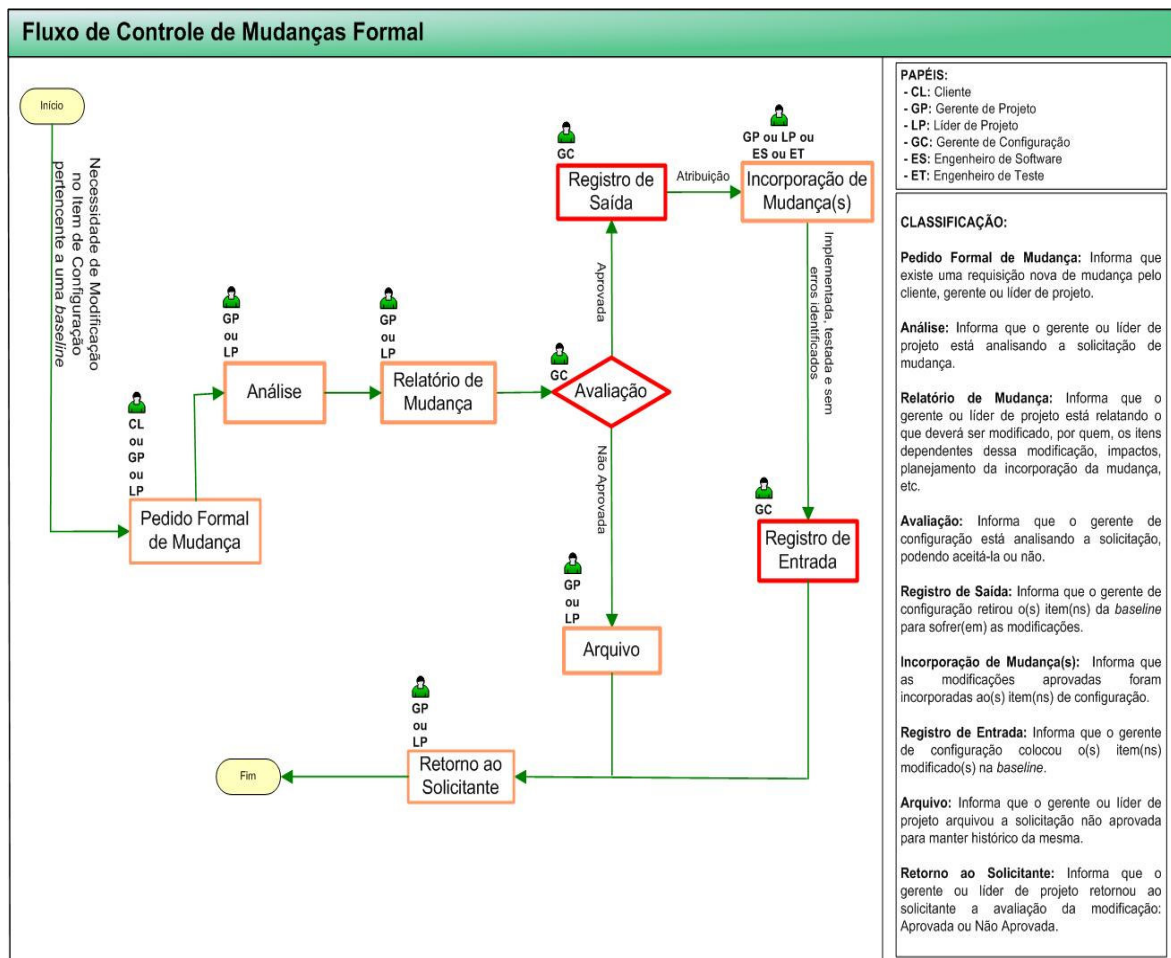 Fluxo de Controle de Mudanças Formal
Início
Necessidade de Modificação
no Item de Configuração
pertencente a uma baseline
CL
ou
GP
ou
LP
Pedido Formal
de Mudança
GP
ou
LP
Análise
GP
ou
LP
Relatório de
Mudança
GC
Avaliação
Aprovada
GC
Registro de
Saída
Atribuição
GP ou LP ou
ES ou ET
Incorporação de
Mudança(s)
Implementada, testada e sem
erros identificados
GC
Registro de
Entrada
Não Aprovada
GP
ou
LP
Arquivo
GP
ou
LP
Retorno ao
Solicitante
Fim
PAPÉIS:
- CL: Cliente
- GP: Gerente de Projeto
- LP: Líder de Projeto
- GC: Gerente de Configuração
- ES: Engenheiro de Software
- ET: Engenheiro de Teste
CLASSIFICAÇÃO:
Pedido Formal de Mudança: Informa que
existe uma requisição nova de mudança pelo
cliente, gerente ou líder de projeto.
Análise: Informa que o gerente ou líder de
projeto está analisando a solicitação de
mudança.
Relatório de Mudança: Informa que o
gerente ou líder de projeto está relatando o
que deverá ser modificado, por quem, os itens
dependentes dessa modificação, impactos,
planejamento da incorporação da mudança,
etc.
Avaliação: Informa que o gerente de
configuração está analisando a solicitação,
podendo aceitá-la ou não.
Registro de Saída: Informa que o gerente de
configuração retirou o(s) item(ns) da baseline
para sofrer(em) as modificações.
Incorporação de Mudança(s): Informa que
as modificações aprovadas foram
incorporadas ao(s) item(ns) de configuração.
Registro de Entrada: Informa que o gerente
de configuração colocou o(s) item(ns)
modificado(s) na baseline.
Arquivo: Informa que o gerente ou líder de
projeto arquivou a solicitação não aprovada
para manter histórico da mesma.
Retorno ao Solicitante: Informa que o
gerente ou líder de projeto retornou ao
solicitante a avaliação da modificação:
Aprovada ou Não Aprovada.